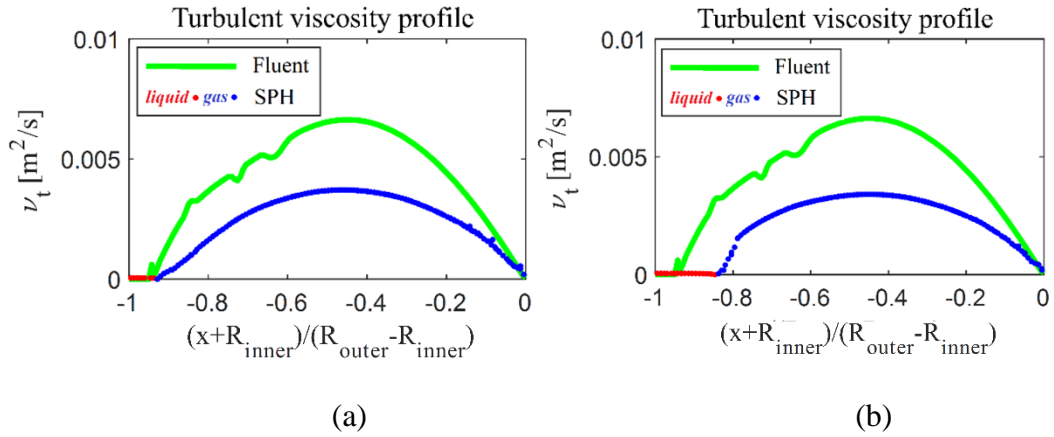 Turbulent viscosity profile
0.01
Fluent
liquid • gas • SPH
0.005
ν_t [m^2/s]
0
-1 -0.8 -0.6 -0.4 -0.2 0
(x+R_inner)/(R_outer-R_inner)
(a)
Turbulent viscosity profile
0.01
Fluent
liquid • gas • SPH
0.005
ν_t [m^2/s]
0
-1 -0.8 -0.6 -0.4 -0.2 0
(x+R_inner)/(R_outer-R_inner)
(b)